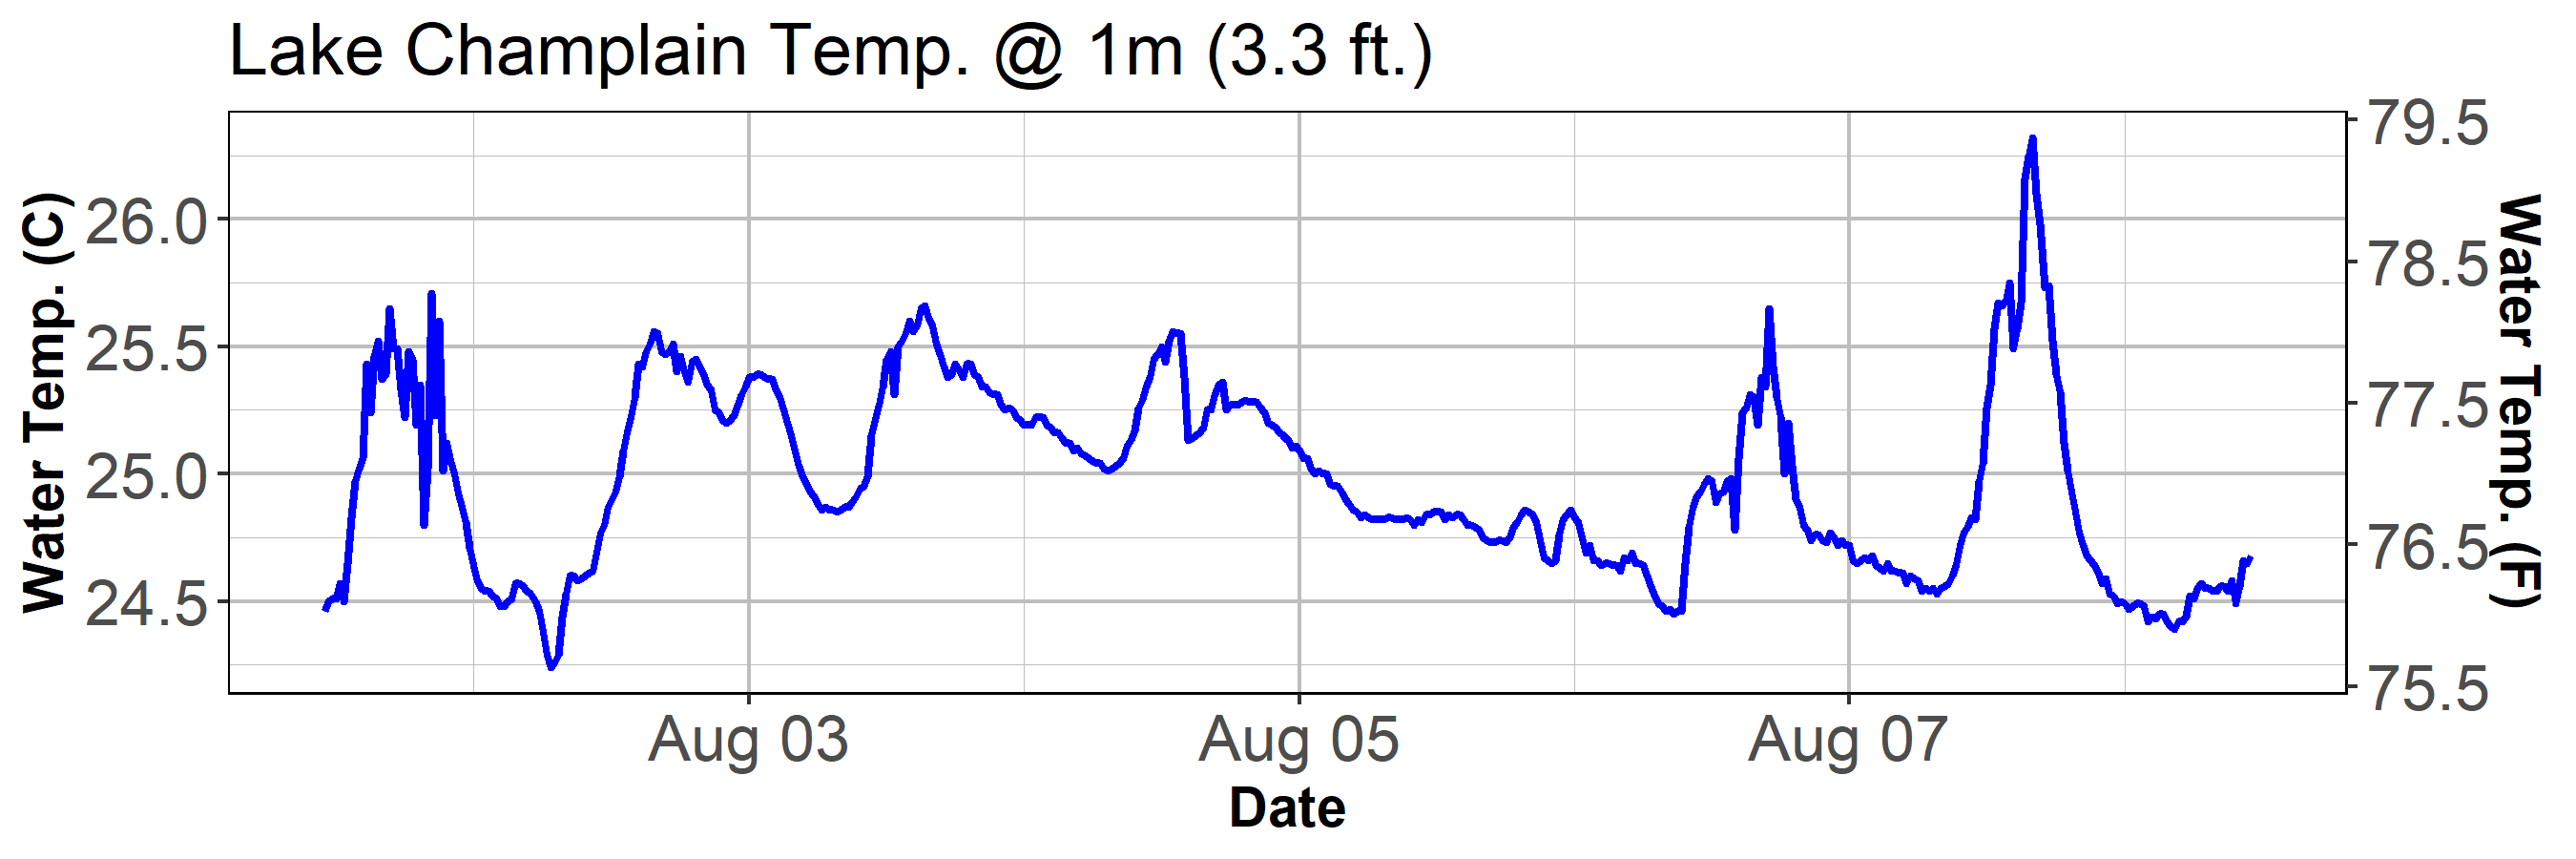 Lake Champlain Temp. @ 1m (3.3 ft.)
Water Temp. (C)
26.0
25.5
25.0
24.5
79.5
78.5
77.5
76.5
75.5
Water Temp. (F)
Aug 03 Aug 05 Aug 07
Date